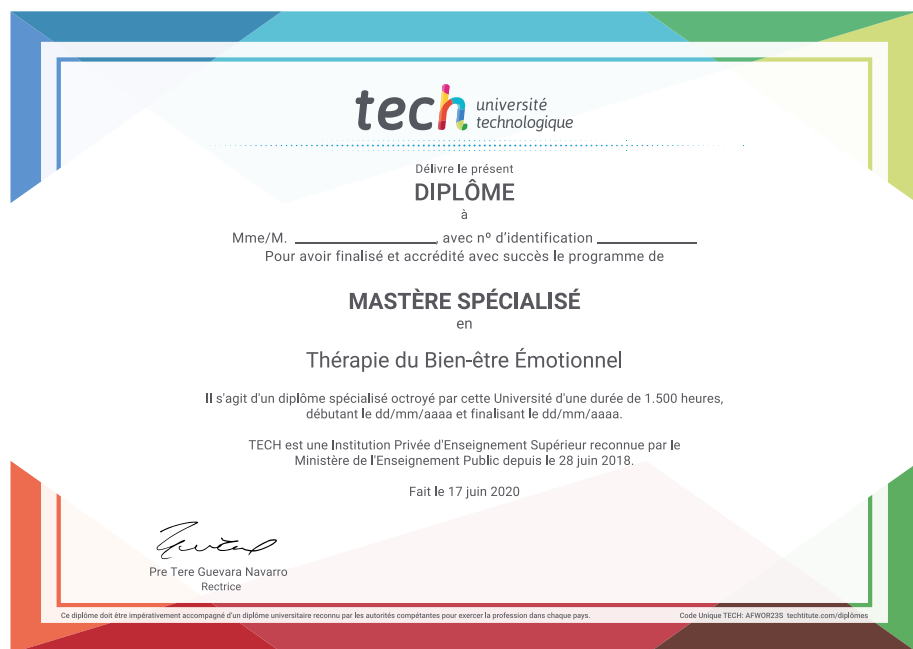 tech université
technologique
Délivre le présent
DIPLÔME
à
Mme/M. ____________, avec nº d'identification ____________
Pour avoir finalisé et accrédité avec succès le programme de
MASTÈRE SPÉCIALISÉ
en
Thérapie du Bien-être Émotionnel
Il s'agit d'un diplôme spécialisé octroyé par cette Université d'une durée de 1.500 heures,
débutant le dd/mm/aaaa et finalisant le dd/mm/aaaa.
TECH est une Institution Privée d'Enseignement Supérieur reconnue par le
Ministère de l'Enseignement Public depuis le 28 juin 2018.
Fait le 17 juin 2020
Pre Tere Guevara Navarro
Rectrice
Ce diplôme doit être impérativement accompagné d'un diplôme universitaire reconnu par les autorités compétentes pour exercer la profession dans chaque pays. Code Unique TECH: AFWOR23S techtitute.com/diplômes